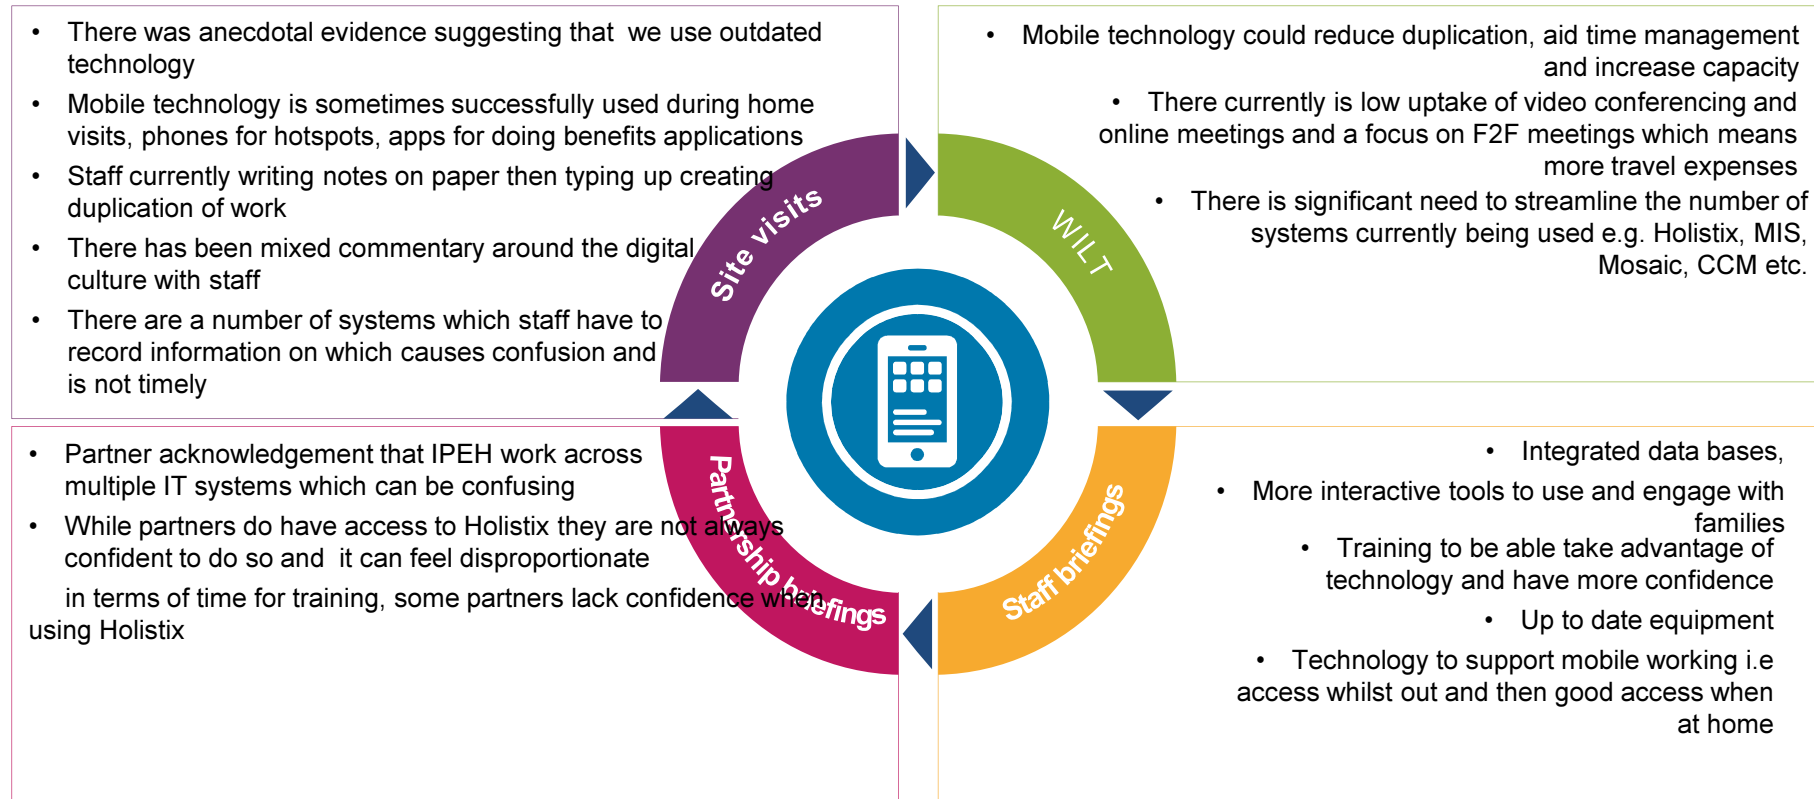 • There was anecdotal evidence suggesting that  we use outdated
technology
• Mobile technology is sometimes successfully used during home
visits, phones for hotspots, apps for doing benefits applications
• Staff currently writing notes on paper then typing up creating
duplication of work
• There has been mixed commentary around the digital
culture with staff
• There are a number of systems which staff have to
record information on which causes confusion and
is not timely
• Mobile technology could reduce duplication, aid time management
and increase capacity
• There currently is low uptake of video conferencing and
online meetings and a focus on F2F meetings which means
more travel expenses
• There is significant need to streamline the number of
systems currently being used e.g. Holistix, MIS,
Mosaic, CCM etc.
Site visits
WILT
• Partner acknowledgement that IPEH work across
multiple IT systems which can be confusing
• While partners do have access to Holistix they are not always
confident to do so and  it can feel disproportionate
in terms of time for training, some partners lack confidence when
using Holistix
Partnership briefings
Staff briefings
• Integrated data bases,
• More interactive tools to use and engage with
families
• Training to be able take advantage of
technology and have more confidence
• Up to date equipment
• Technology to support mobile working i.e
access whilst out and then good access when
at home